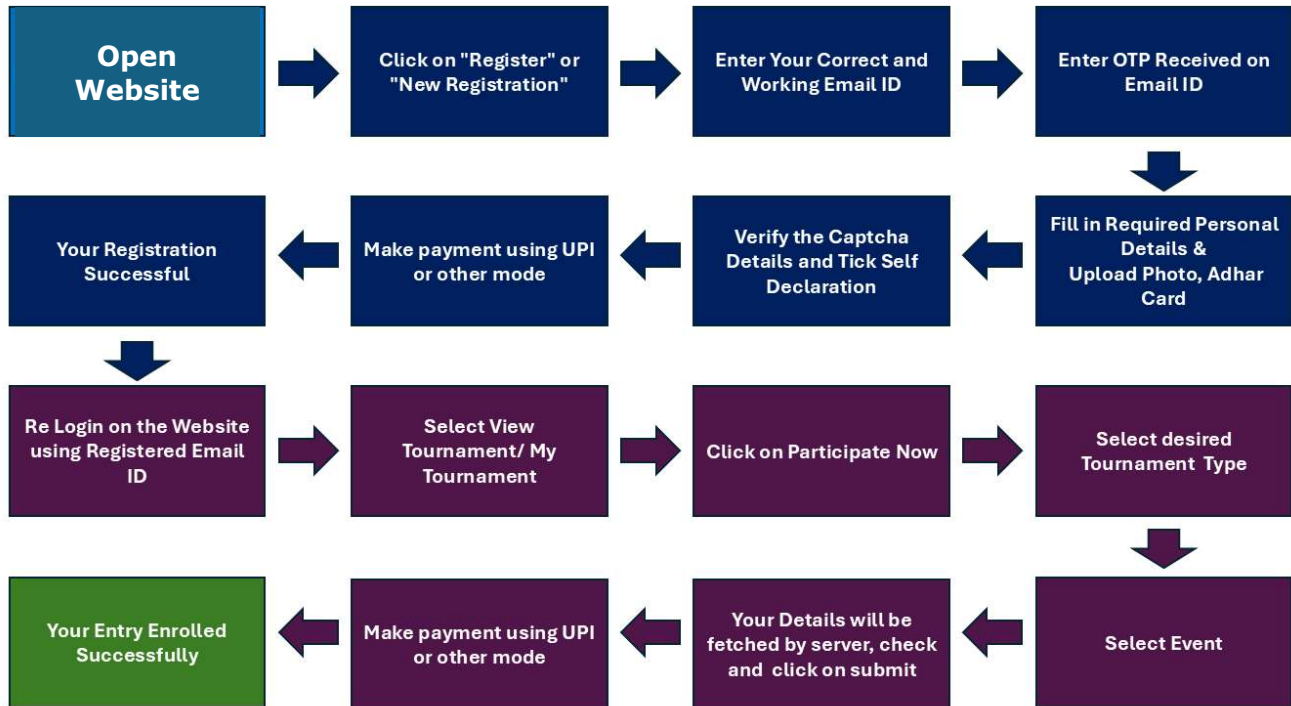 Open
Website
Click on "Register" or
"New Registration"
Enter Your Correct and
Working Email ID
Enter OTP Received on
Email ID
Fill in Required Personal
Details &
Upload Photo, Adhar
Card
Verify the Captcha
Details and Tick Self
Declaration
Make payment using UPI
or other mode
Your Registration
Successful
Re Login on the Website
using Registered Email
ID
Select View
Tournament/ My
Tournament
Click on Participate Now
Select desired
Tournament Type
Select Event
Your Details will be
fetched by server, check
and click on submit
Make payment using UPI
or other mode
Your Entry Enrolled
Successfully